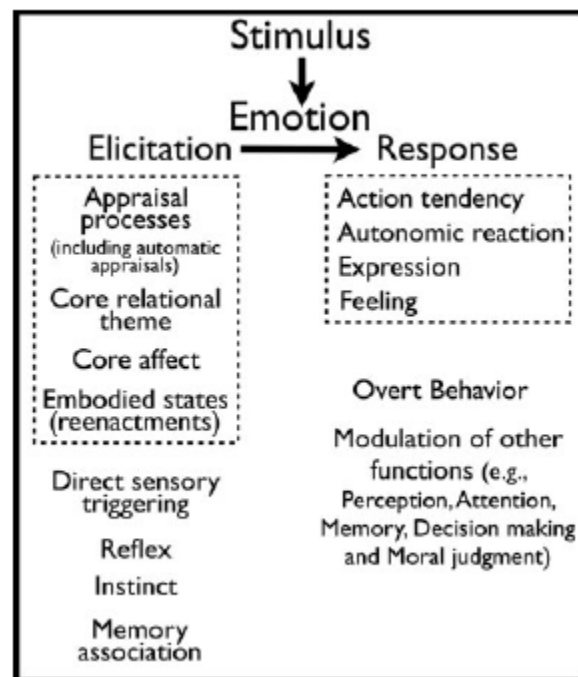 Stimulus
Emotion
Elicitation
Response
Appraisal
processes
(including automatic
appraisals)
Core relational
theme
Core affect
Embodied states
(reenactments)
Direct sensory
triggering
Reflex
Instinct
Memory
association
Action tendency
Autonomic reaction
Expression
Feeling
Overt Behavior
Modulation of other
functions (e.g.,
Perception, Attention,
Memory, Decision making
and Moral judgment)